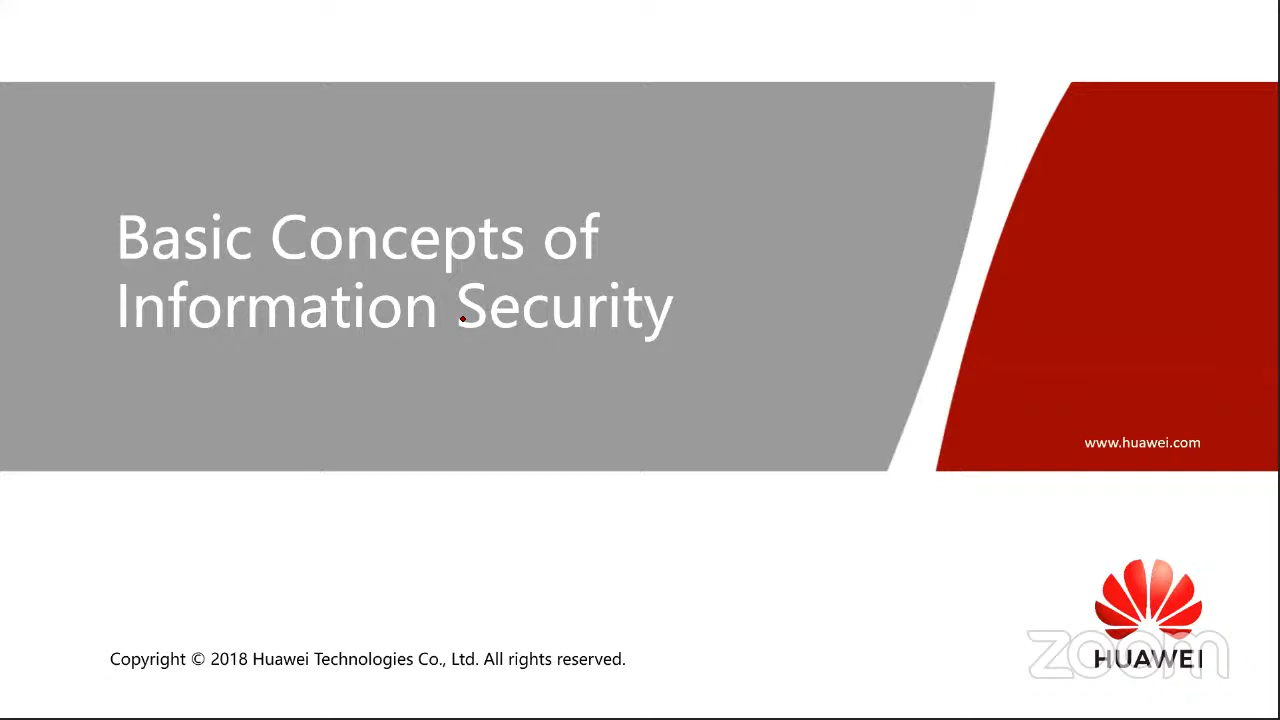 Basic Concepts of
Information Security
www.huawei.com
zoom
HUAWEI
Copyright © 2018 Huawei Technologies Co., Ltd. All rights reserved.